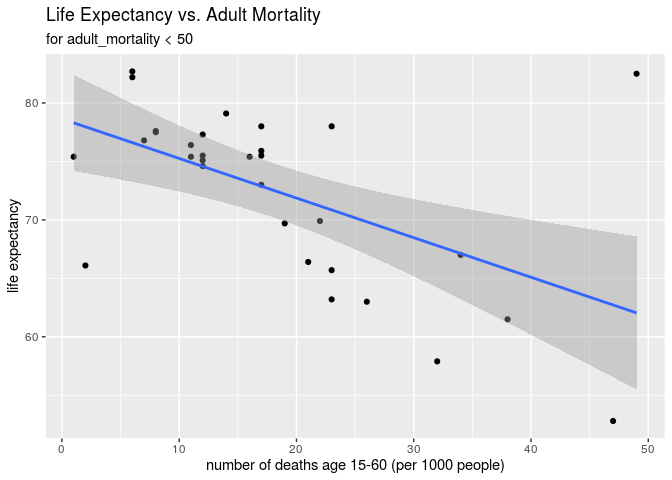 Life Expectancy vs. Adult Mortality
for adult_mortality < 50
80
70
60
life expectancy
0 10 20 30 40 50
number of deaths age 15-60 (per 1000 people)